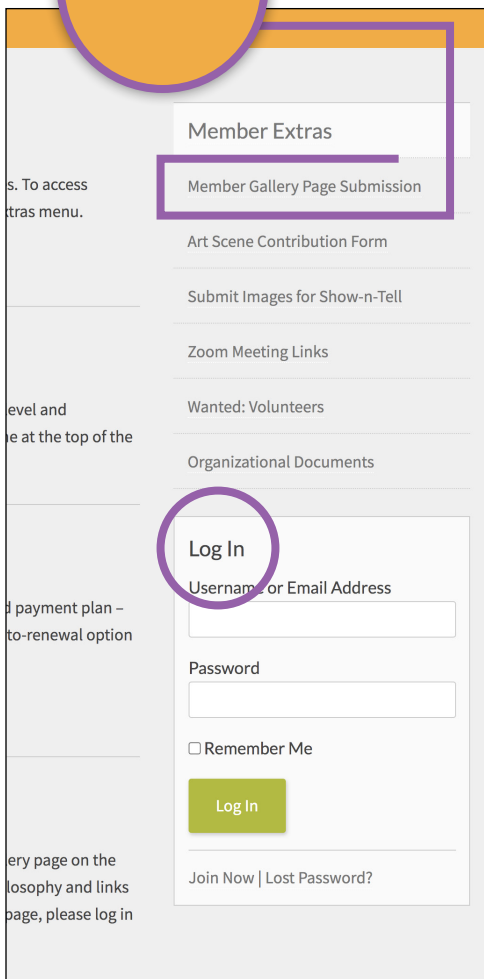 s. To access
tras menu.
evel and
e at the top of the
payment plan –
to-renewal option
ery page on the
losophy and links
page, please log in
Member Extras
Member Gallery Page Submission
Art Scene Contribution Form
Submit Images for Show-n-Tell
Zoom Meeting Links
Wanted: Volunteers
Organizational Documents
Log In
Username or Email Address
Password
Remember Me
Log In
Join Now | Lost Password?